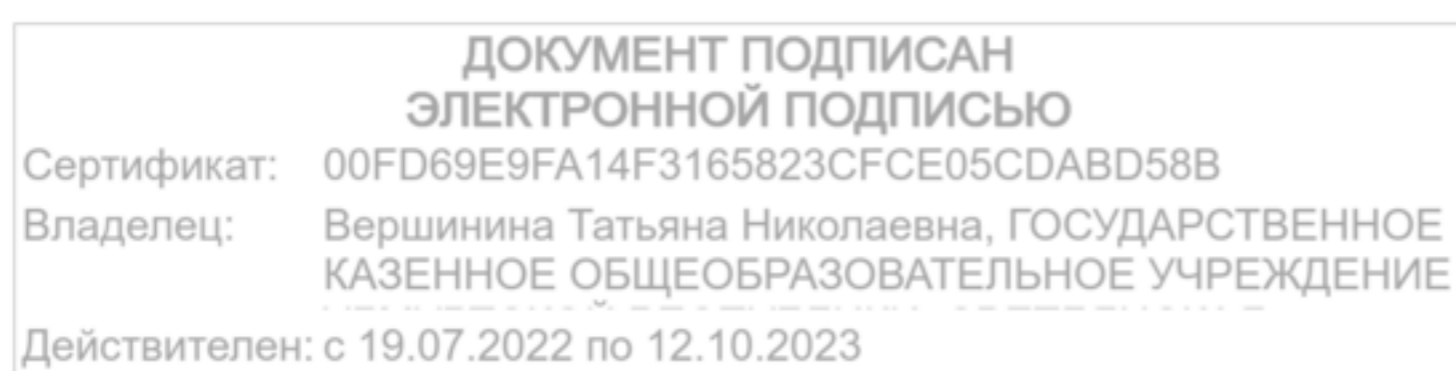 ДОКУМЕНТ ПОДПИСАН
ЭЛЕКТРОННОЙ ПОДПИСЬЮ
Сертификат: 00FD69E9FA14F3165823CFCE05CDABD58B
Владелец: Вершинина Татьяна Николаевна, ГОСУДАРСТВЕННОЕ
КАЗЕННОЕ ОБЩЕОБРАЗОВАТЕЛЬНОЕ УЧРЕЖДЕНИЕ
Действителен: с 19.07.2022 по 12.10.2023